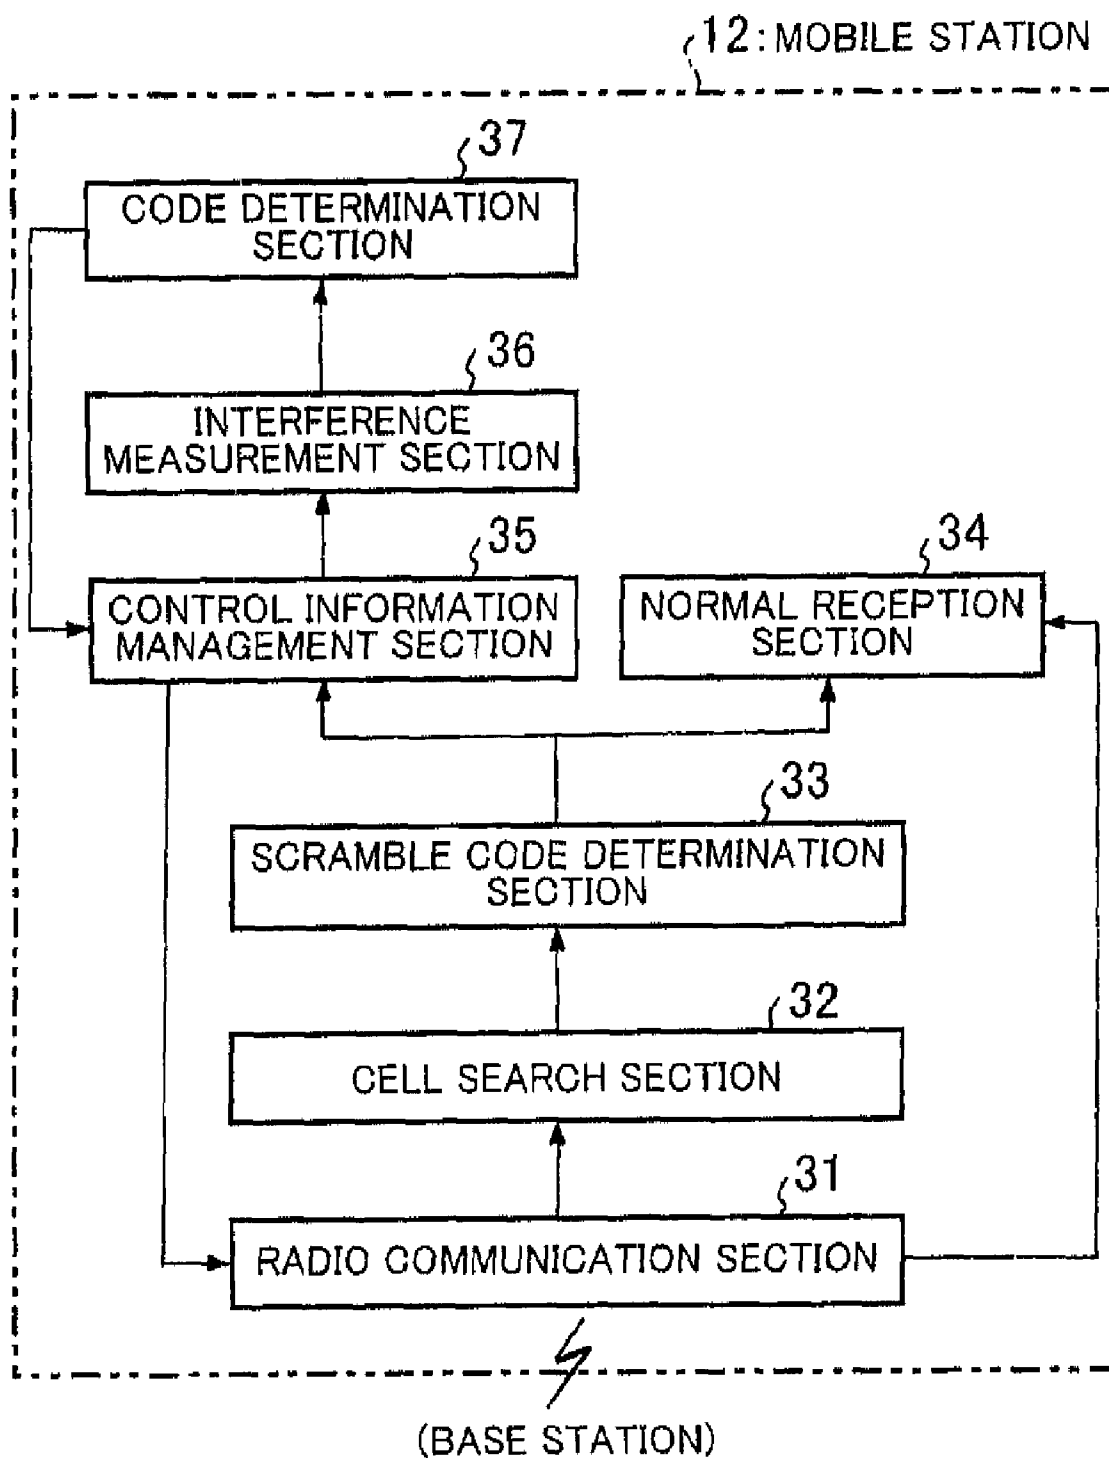 12: MOBILE STATION
37
CODE DETERMINATION
SECTION
36
INTERFERENCE
MEASUREMENT SECTION
35
CONTROL INFORMATION
MANAGEMENT SECTION
34
NORMAL RECEPTION
SECTION
33
SCRAMBLE CODE DETERMINATION
SECTION
32
CELL SEARCH SECTION
31
RADIO COMMUNICATION SECTION
(BASE STATION)